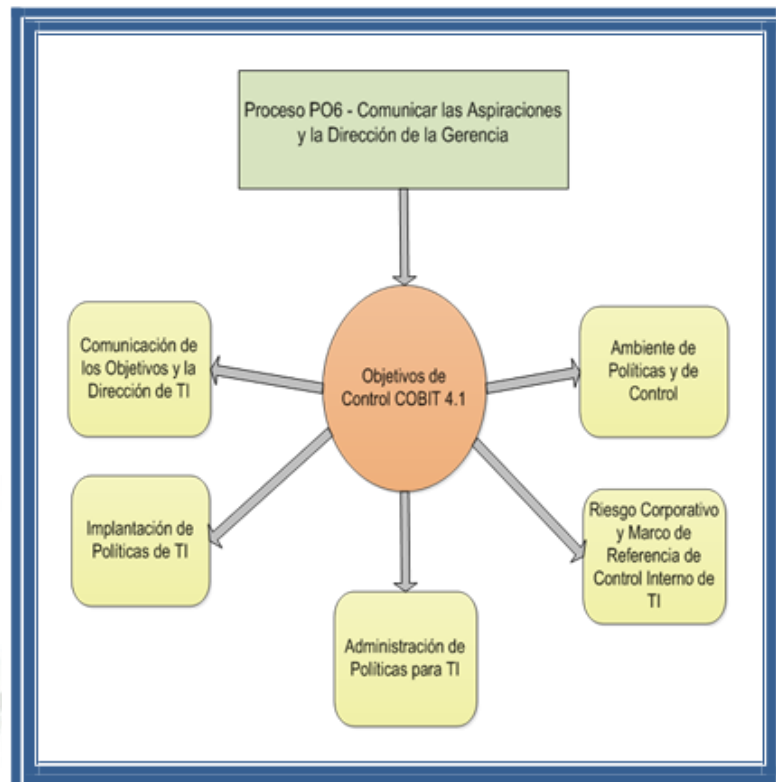 Proceso PO6 - Comunicar las Aspiraciones
y la Dirección de la Gerencia
Comunicación de
los Objetivos y la
Dirección de TI
Objetivos de
Control COBIT 4.1
Ambiente de
Políticas y de
Control
Implantación de
Políticas de TI
Riesgo Corporativo
y Marco de
Referencia de
Control Interno de
TI
Administración de
Políticas para TI